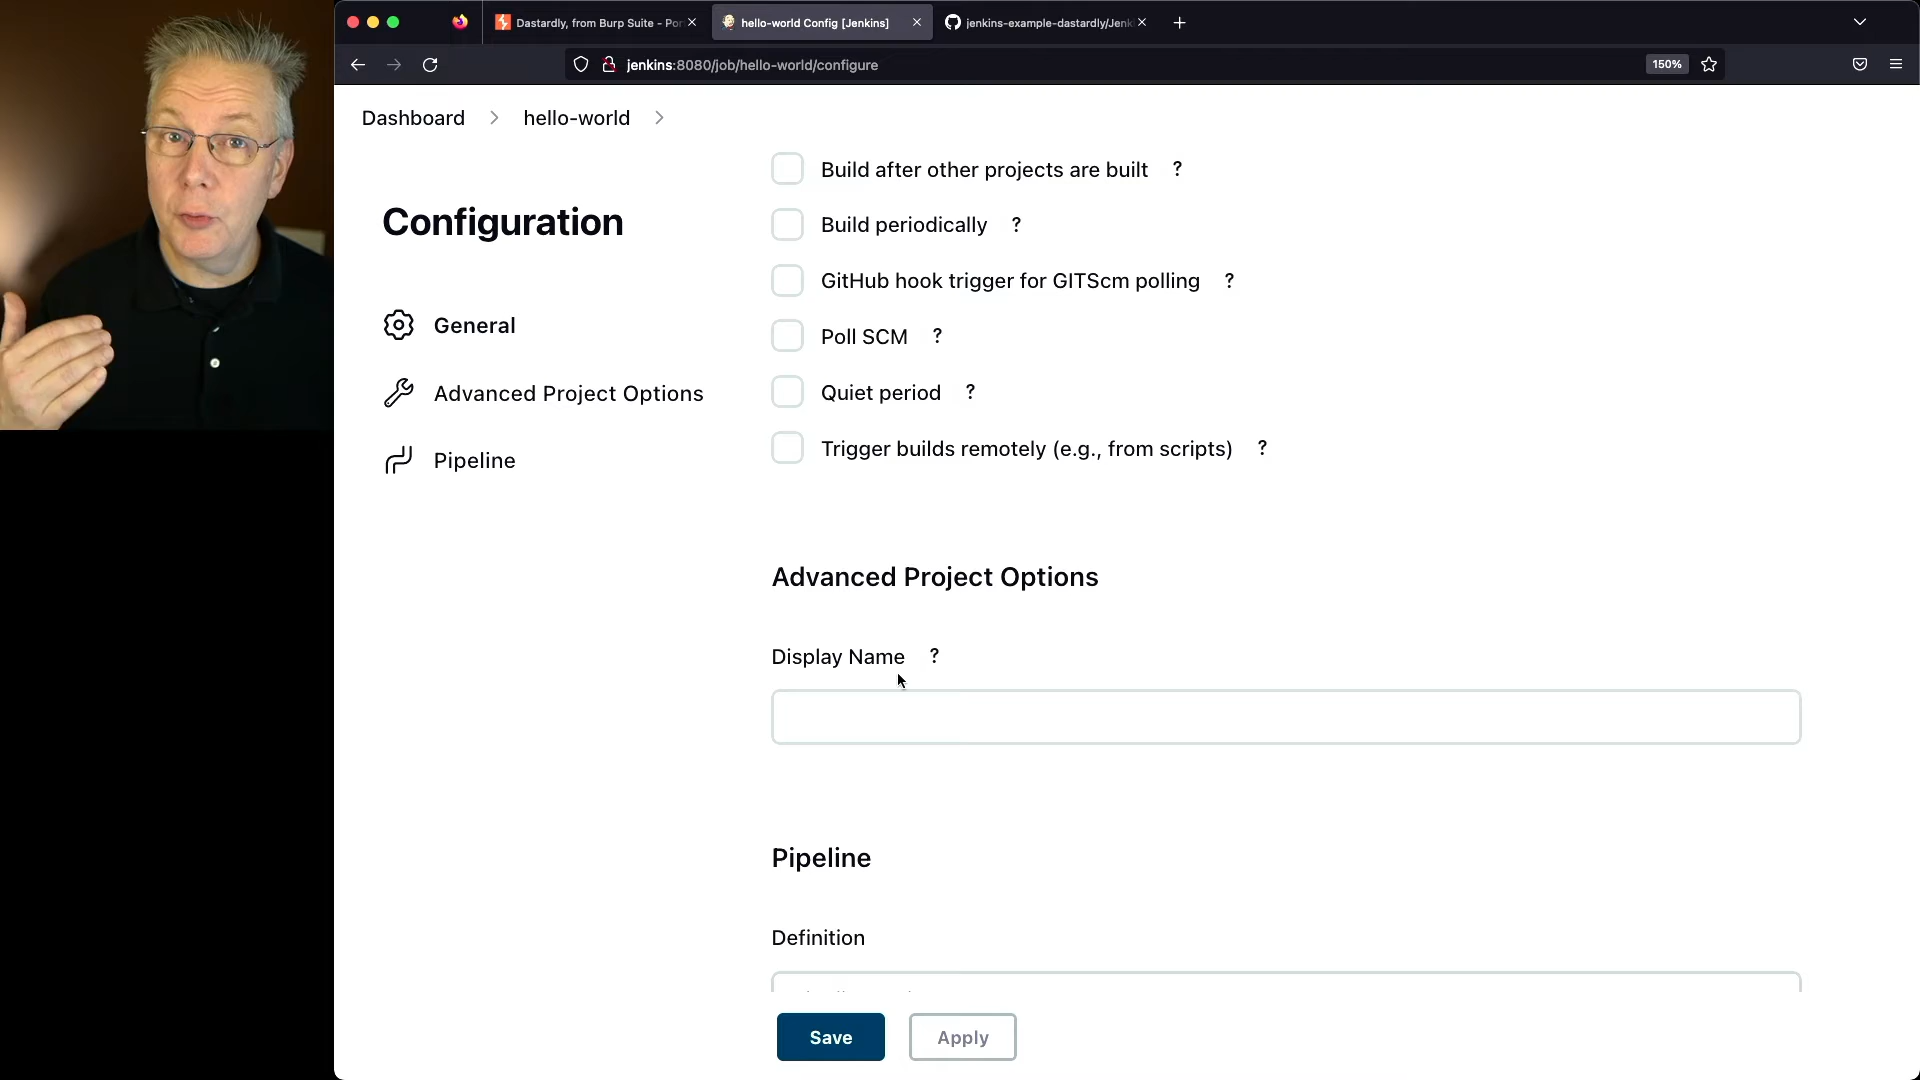 Dastardly, from Burp Suite - Por
hello-world Config [Jenkins]
jenkins-example-dastardly/Jenk
jenkins:8080/job/hello-world/configure
150%
Dashboard
hello-world
Configuration
General
Advanced Project Options
Pipeline
Build after other projects are built ?
Build periodically ?
GitHub hook trigger for GITScm polling ?
Poll SCM ?
Quiet period ?
Trigger builds remotely (e.g., from scripts) ?
Advanced Project Options
Display Name ?
Pipeline
Definition
Save
Apply